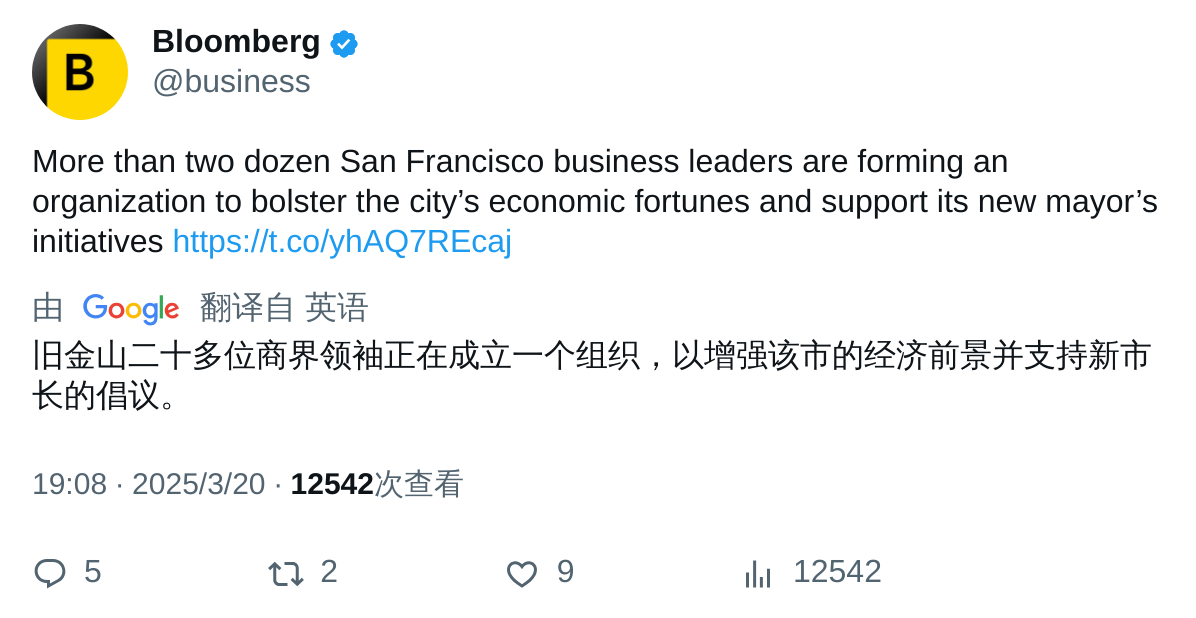 B
Bloomberg
@business
More than two dozen San Francisco business leaders are forming an
organization to bolster the city’s economic fortunes and support its new mayor’s
initiatives https://t.co/yhAQ7REcaj
由 Google 翻译自 英语
旧金山二十多位商界领袖正在成立一个组织，以增强该市的经济前景并支持新市
长的倡议。
19:08 · 2025/3/20 · 12542次查看
5 2 9 12542